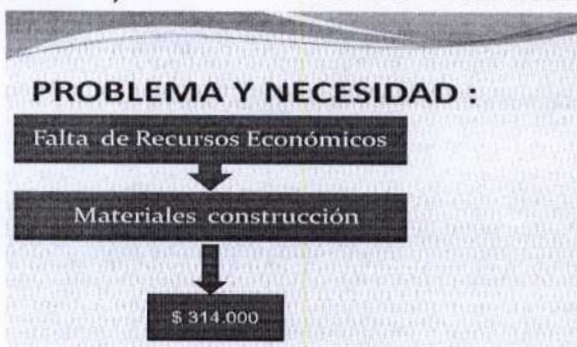 PROBLEMA Y NECESIDAD :
Falta de Recursos Económicos
Materiales construcción
$ 314.000